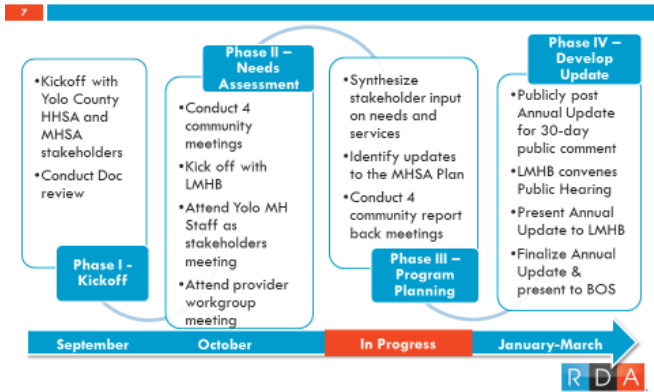 7
•Kickoff with
Yolo County
HHSA and
MHSA
stakeholders
•Conduct Doc
review
Phase I -
Kickoff
Phase II –
Needs
Assessment
•Conduct 4
community
meetings
•Kick off with
LMHB
•Attend Yolo MH
Staff as
stakeholders
meeting
•Attend provider
workgroup
meeting
•Synthesize
stakeholder input
on needs and
services
•Identify updates
to the MHSA Plan
•Conduct 4
community report
back meetings
Phase III –
Program
Planning
Phase IV –
Develop
Update
•Publicly post
Annual Update
for 30-day
public comment
•LMHB convenes
Public Hearing
•Present Annual
Update to LMHB
•Finalize Annual
Update &
present to BOS
September
October
In Progress
January-March
RDA